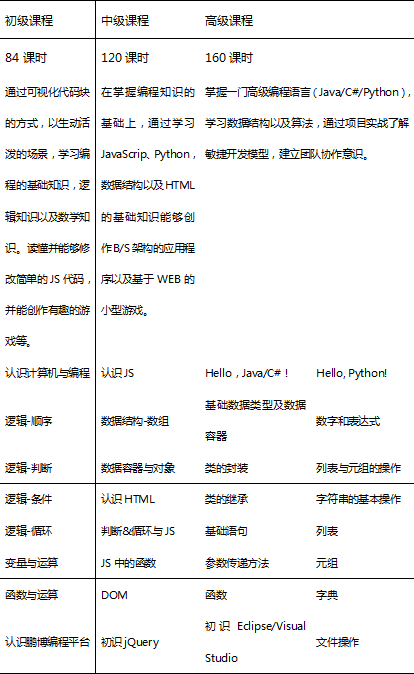 初级课程 中级课程 高级课程
84 课时 120 课时 160 课时
通过可视化代码块
的方式，以生动活
泼的场景，学习编
程的基础知识，逻
辑知识以及数学知
识。读懂并能够修
改简单的 JS 代码，
并能创作有趣的游
戏等。
在掌握编程知识的
基础上，通过学习
JavaScrip、Python，
数据结构以及 HTML
的基础知识能够创
作 B/S 架构的应用程
序以及基于 WEB 的
小型游戏。
掌握一门高级编程语言（Java/C#/Python），
学习数据结构以及算法，通过项目实战了解
敏捷开发模型，建立团队协作意识。
认识计算机与编程 认识 JS Hello，Java/C#！ Hello, Python!
逻辑-顺序 数据结构-数组 基础数据类型及数据
容器 数字和表达式
逻辑-判断 数据容器与对象 类的封装 列表与元组的操作
逻辑-条件 认识 HTML 类的继承 字符串的基本操作
逻辑-循环 判断&循环与 JS 基础语句 列表
变量与运算 JS 中的函数 参数传递方法 元组
函数与运算 DOM 函数 字典
认识鹏博编程平台 初识 jQuery 初识 Eclipse/Visual
Studio 文件操作